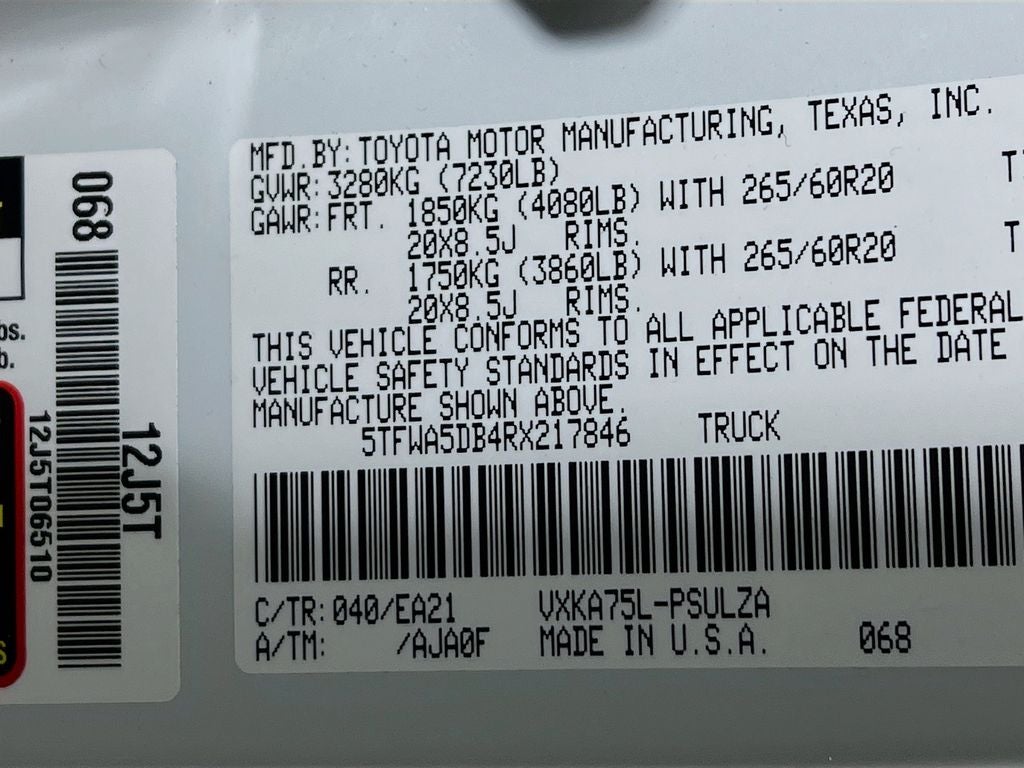 068
12J5T
12J5T06510
bs.
b.
MFD.BY:TOYOTA MOTOR MANUFACTURING, TEXAS, INC.
GVWR:3280KG (7230LB)
GAWR:FRT. 1850KG (4080LB) WITH 265/60R20
20X8.5J RIMS.
RR. 1750KG (3860LB) WITH 265/60R20
20X8.5J RIMS.
THIS VEHICLE CONFORMS TO ALL APPLICABLE FEDERAL
VEHICLE SAFETY STANDARDS IN EFFECT ON THE DATE
MANUFACTURE SHOWN ABOVE.
5TFWA5DB4RX217846 TRUCK
C/TR:040/EA21 VXKA75L-PSULZA
A/TM: /AJA0F MADE IN U.S.A. 068